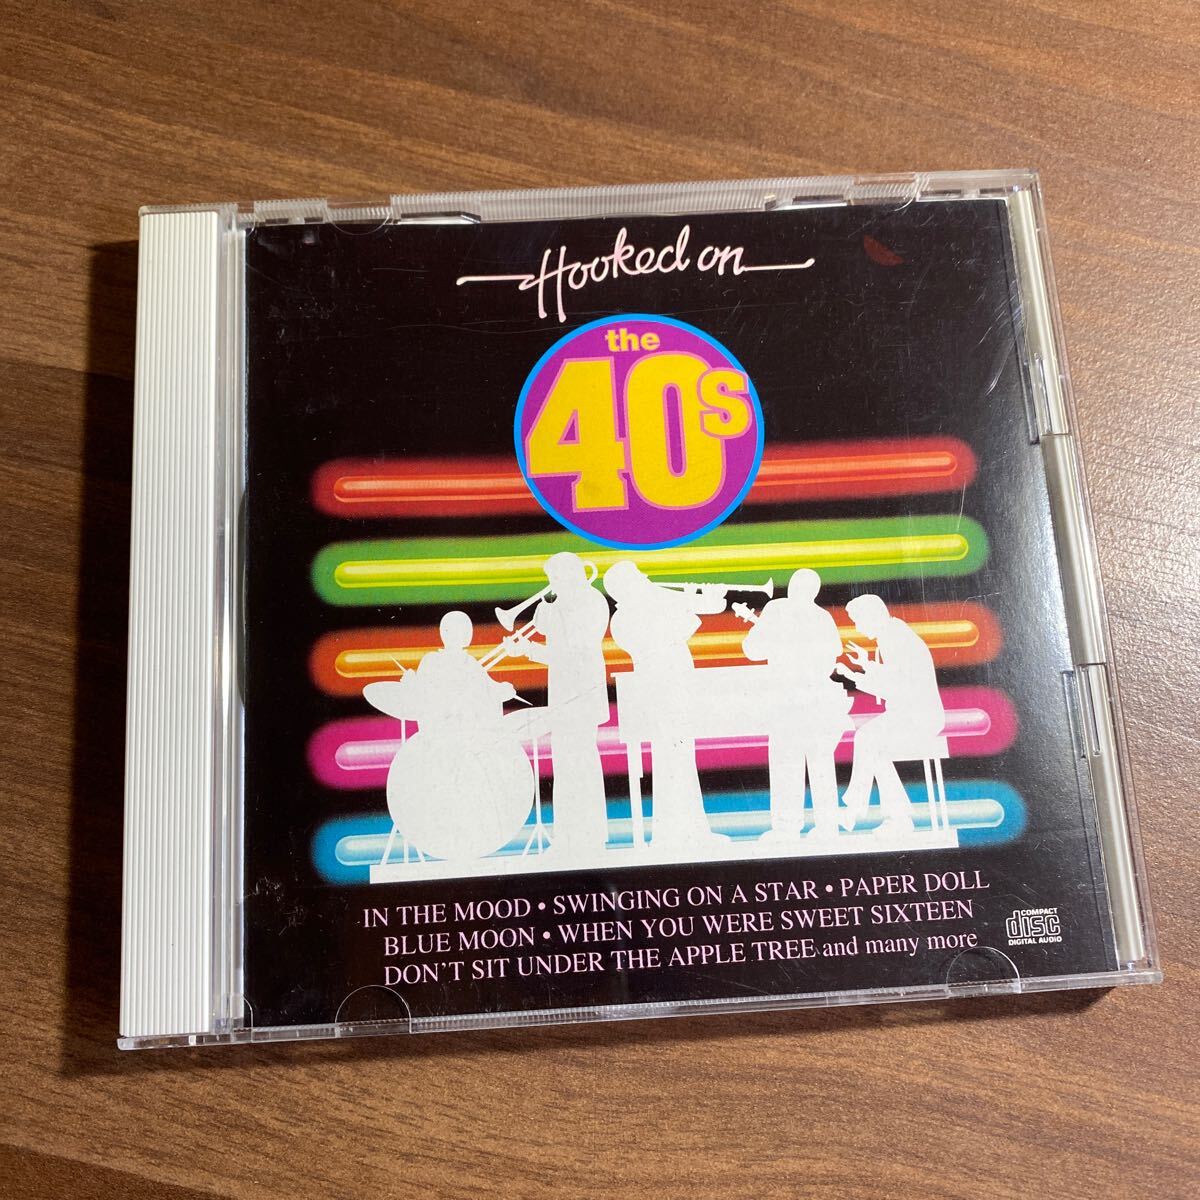 Hooked on
the
40s
IN THE MOOD • SWINGING ON A STAR • PAPER DOLL
BLUE MOON • WHEN YOU WERE SWEET SIXTEEN
DON'T SIT UNDER THE APPLE TREE and many more
COMPACT
disc
DIGITAL AUDIO